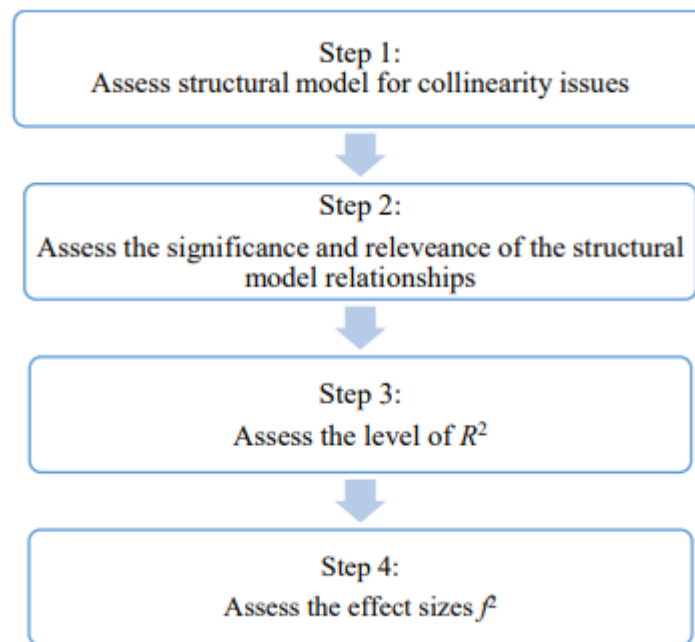 Step 1:
Assess structural model for collinearity issues
Step 2:
Assess the significance and releveance of the structural
model relationships
Step 3:
Assess the level of R²
Step 4:
Assess the effect sizes f²